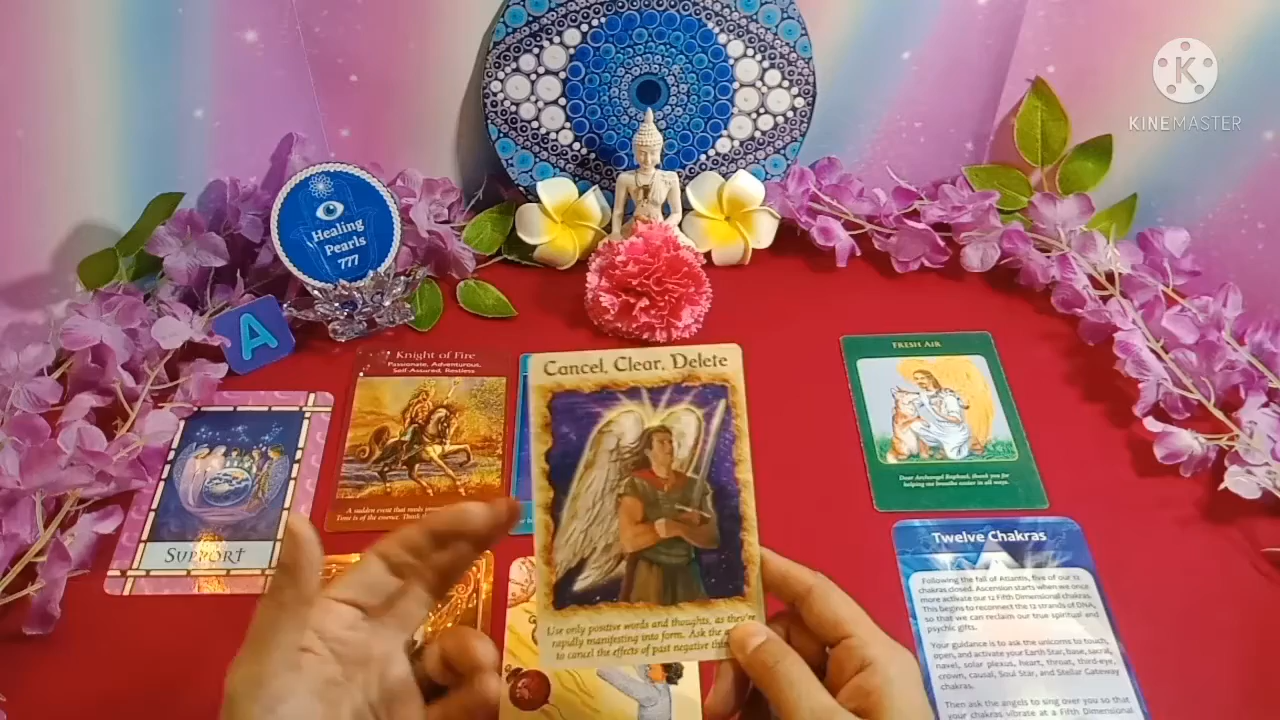 K
KINEMASTER
Healing
Pearls
777
A
Knight of Fire
Passionate, Adventurous,
Self-Assured, Restless
A sudden event that needs
Time is of the essence.
SUPPORT
Cancel, Clear, Delete
Use only positive words and thoughts, as they're
rapidly manifesting into form. Ask the
to cancel the effects of past negative
FRESH AIR
Dear Archangel Raphael, thank you for
helping me breathe easier in all ways.
Twelve Chakras
Following the fall of Atlantis, five of our 12
chakras closed. Ascension starts when we once
more activate our 12 Fifth Dimensional chakras.
This begins to reconnect the 12 strands of DNA,
so that we can reclaim our true spiritual and
psychic gifts.
Your guidance is to ask the unicorns to touch,
open, and activate your Earth Star, base, sacral,
navel, solar plexus, heart, throat, third-eye,
crown, causal, Soul Star, and Stellar Gateway
chakras.
Then ask the angels to sing over you so that
your chakras vibrate at a Fifth Dimensional